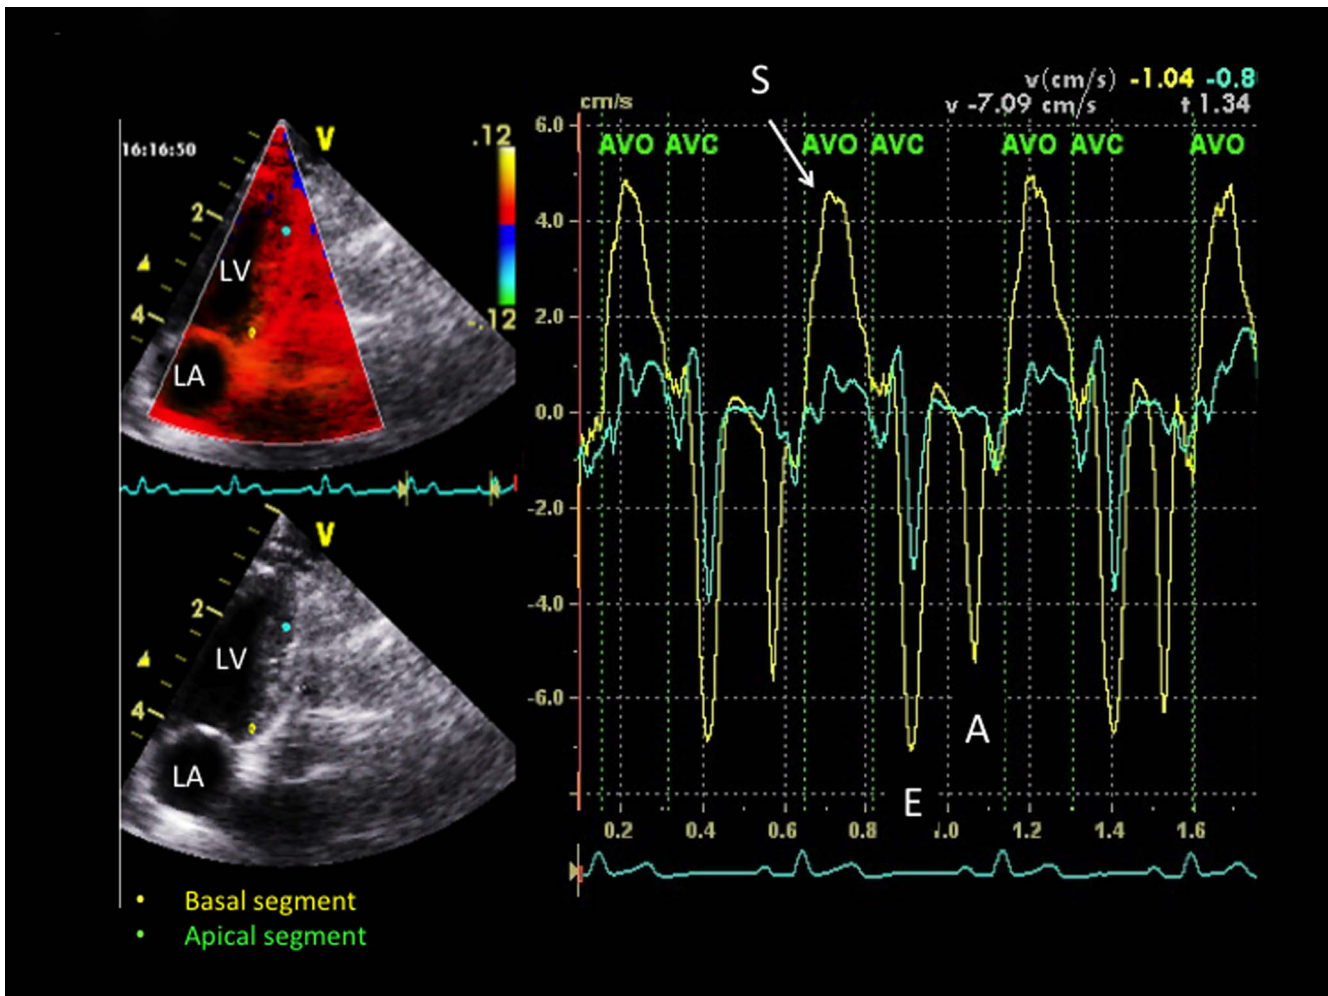 S
v(cm/s) -1.04 -0.8
v -7.09 cm/s t 1.34
cm/s
16:16:50
V
.12
-.12
2
4
LV
LA
6.0
4.0
2.0
0.0
-2.0
-4.0
-6.0
AVO AVC AVO AVC AVO AVC AVO
A
E
0.2 0.4 0.6 0.8 1.0 1.2 1.4 1.6
V
2
4
LV
LA
• Basal segment
• Apical segment